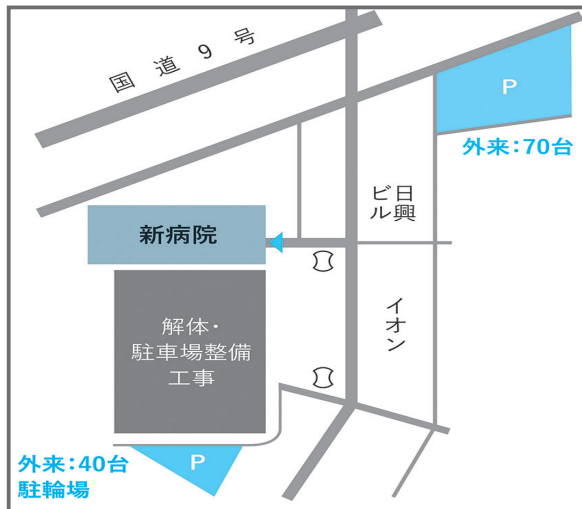 国道9号
P
外来：70台
日興
ビル
新病院
イオン
解体・
駐車場整備
工事
外来：40台
駐輪場
P